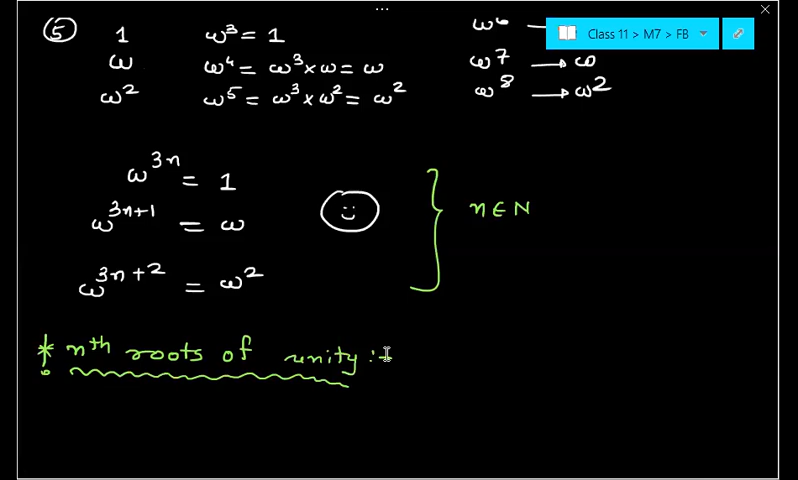 ...
(5) 1 ω³ = 1 ω⁶ →
Class 11 > M7 > FB
ω ω⁴ = ω³ × ω = ω ω⁷ → ω
ω² ω⁵ = ω³ × ω² = ω² ω⁸ → ω²
ω³ⁿ = 1
ω³ⁿ⁺¹ = ω
n ∈ N
ω³ⁿ⁺² = ω²
* nth roots of unity :-